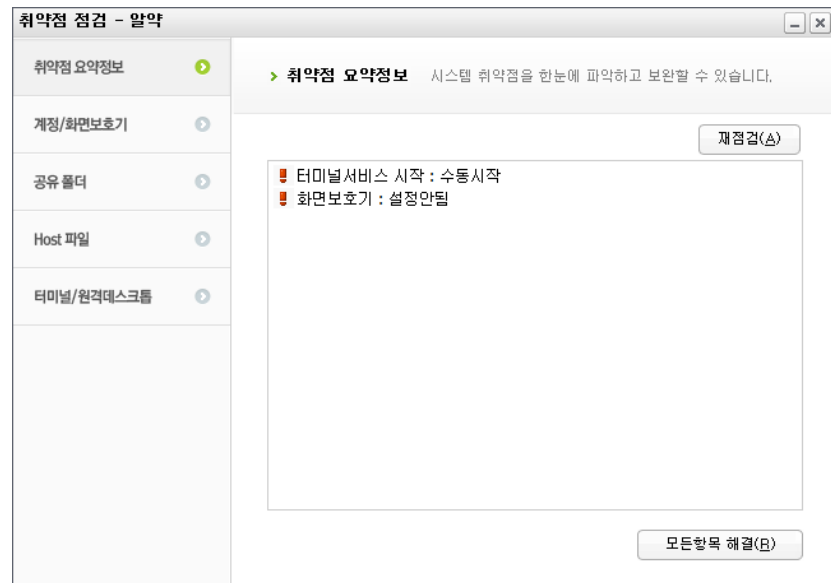 취약점 점검 - 알약
취약점 요약정보
계정/화면보호기
공유 폴더
Host 파일
터미널/원격데스크톱
취약점 요약정보 시스템 취약점을 한눈에 파악하고 보완할 수 있습니다.
재점검(A)
터미널서비스 시작 : 수동시작
화면보호기 : 설정안됨
모든항목 해결(R)